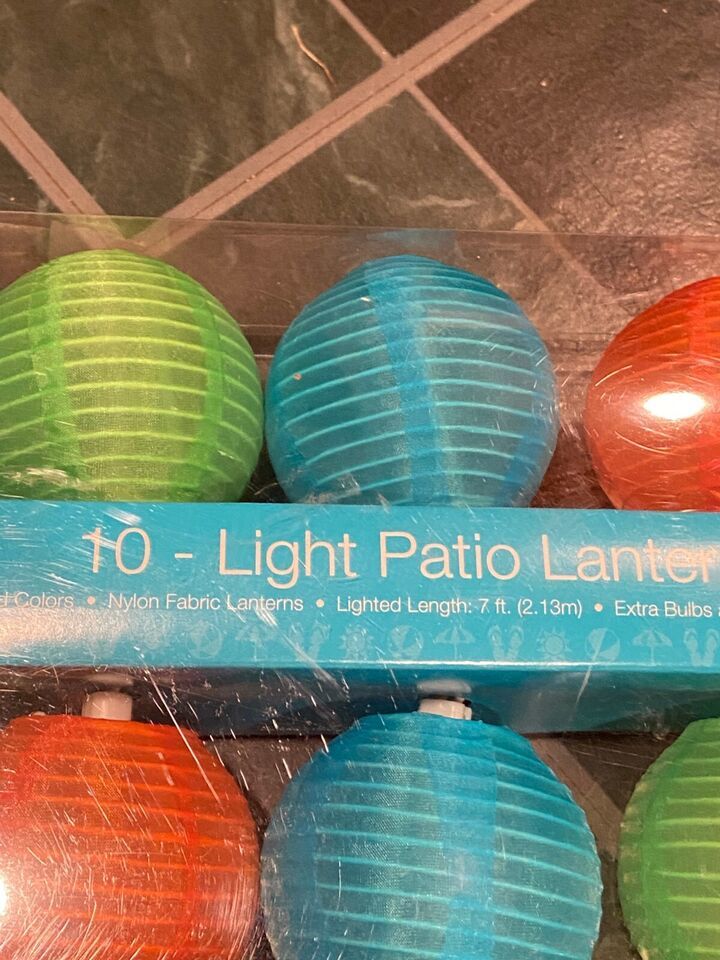 10 - Light Patio Lanter
d Colors • Nylon Fabric Lanterns • Lighted Length: 7 ft. (2.13m) • Extra Bulbs